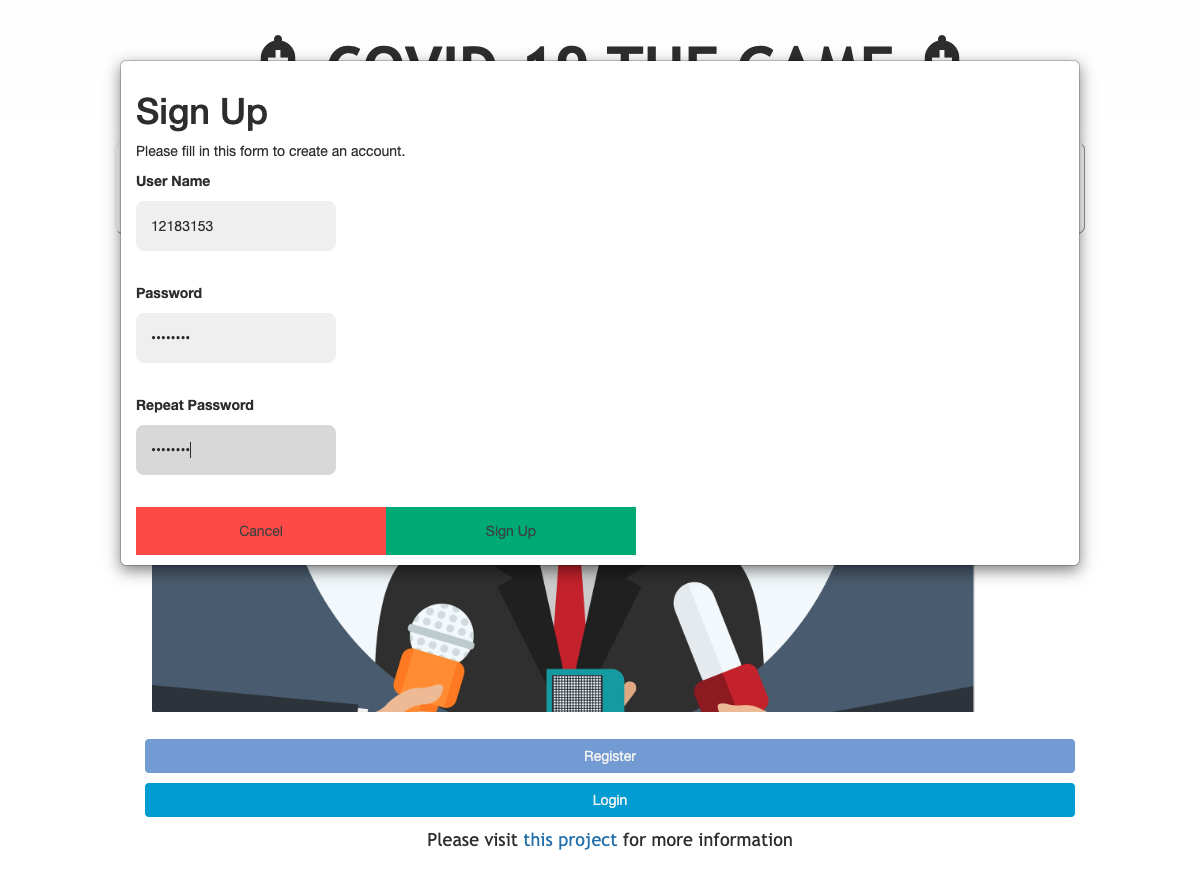 COVID-19 THE GAME
Sign Up
Please fill in this form to create an account.
User Name
12183153
Password
••••••••
Repeat Password
••••••••
Cancel Sign Up
Register
Login
Please visit this project for more information